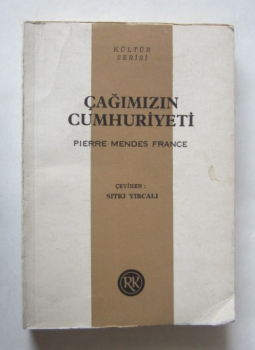 KÜLTÜR
SERİSİ
ÇAĞIMIZIN
CUMHURİYETİ
PIERRE MENDES FRANCE
ÇEVİREN :
SITKI YIRCALI
RK